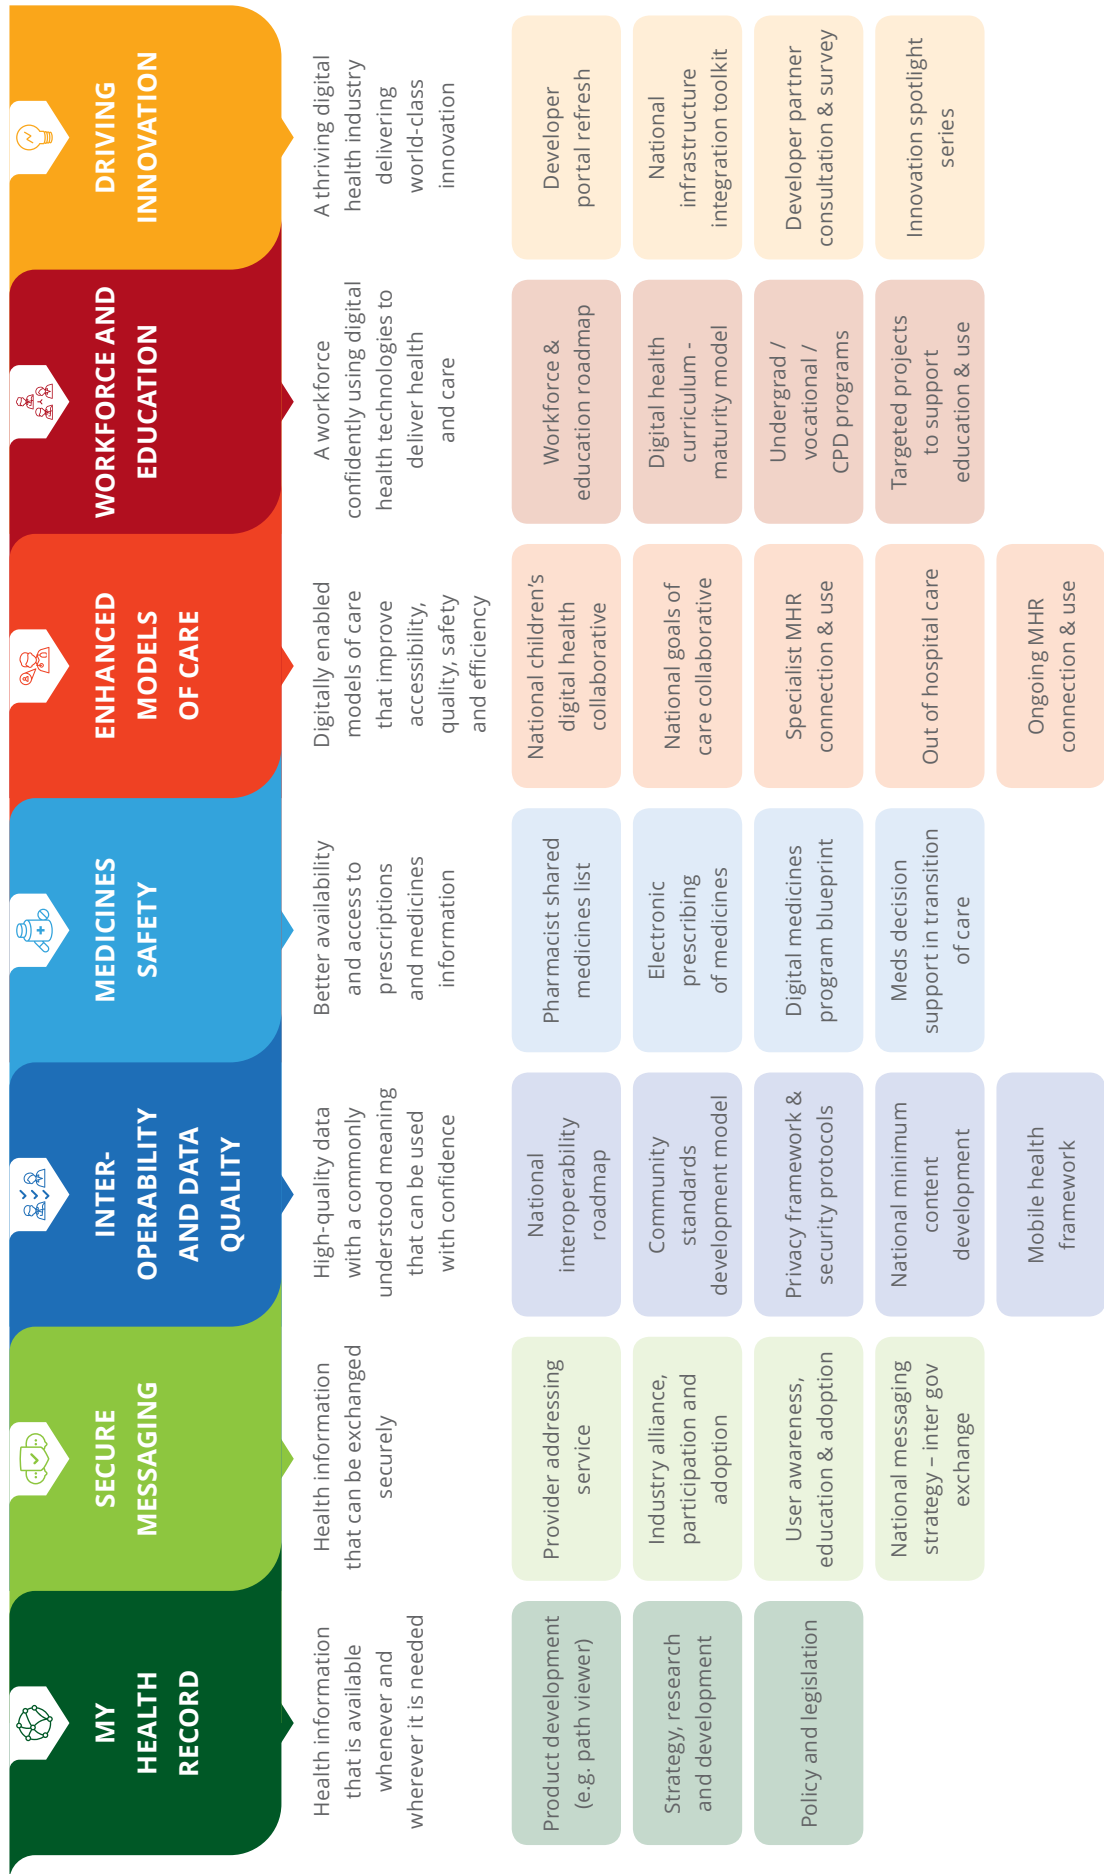 MY
HEALTH
RECORD
Health information
that is available
whenever and
wherever it is needed
Product development
(e.g. path viewer)
Strategy, research
and development
Policy and legislation
SECURE
MESSAGING
Health information
that can be exchanged
securely
Provider addressing
service
Industry alliance,
participation and
adoption
User awareness,
education & adoption
National messaging
strategy – inter gov
exchange
INTER-
OPERABILITY
AND DATA
QUALITY
High-quality data
with a commonly
understood meaning
that can be used
with confidence
National
interoperability
roadmap
Community
standards
development model
Privacy framework &
security protocols
National minimum
content
development
Mobile health
framework
MEDICINES
SAFETY
Better availability
and access to
prescriptions
and medicines
information
Pharmacist shared
medicines list
Electronic
prescribing
of medicines
Digital medicines
program blueprint
Meds decision
support in transition
of care
ENHANCED
MODELS
OF CARE
Digitally enabled
models of care
that improve
accessibility,
quality, safety
and efficiency
National children's
digital health
collaborative
National goals of
care collaborative
Specialist MHR
connection & use
Out of hospital care
Ongoing MHR
connection & use
WORKFORCE AND
EDUCATION
A workforce
confidently using digital
health technologies to
deliver health
and care
Workforce &
education roadmap
Digital health
curriculum -
maturity model
Undergrad /
vocational /
CPD programs
Targeted projects
to support
education & use
DRIVING
INNOVATION
A thriving digital
health industry
delivering
world-class
innovation
Developer
portal refresh
National
infrastructure
integration toolkit
Developer partner
consultation & survey
Innovation spotlight
series